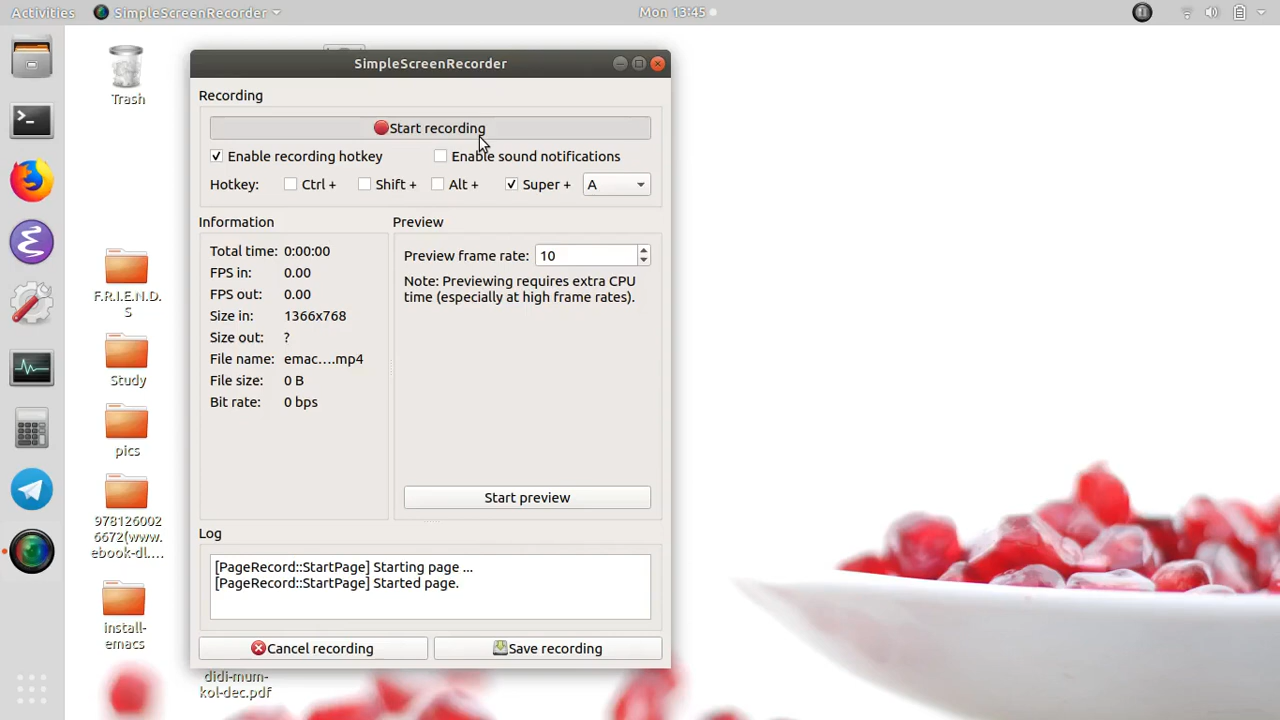 Activities
SimpleScreenRecorder
Mon 13:45
SimpleScreenRecorder
Trash
Recording
Start recording
Enable recording hotkey
Enable sound notifications
Hotkey:
Ctrl +
Shift +
Alt +
Super +
A
Information
Preview
Total time: 0:00:00
Preview frame rate: 10
FPS in: 0.00
Note: Previewing requires extra CPU
time (especially at high frame rates).
FPS out: 0.00
Size in: 1366x768
Size out: ?
File name: emac....mp4
File size: 0 B
Bit rate: 0 bps
Start preview
Log
[PageRecord::StartPage] Starting page ...
[PageRecord::StartPage] Started page.
Cancel recording
Save recording
F.R.I.E.N.D.
S
Study
pics
978126002
6672(www.
ebook-dl....
install-
emacs
didi-mum-
kol-dec.pdf